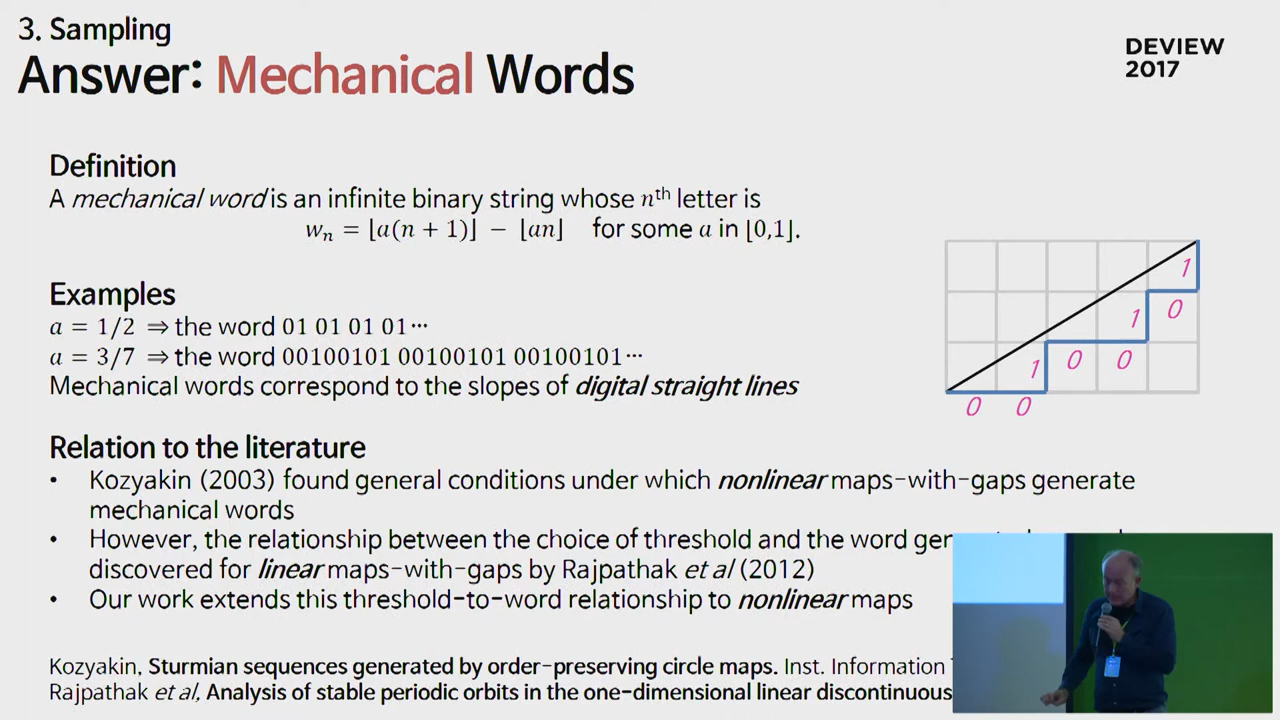 3. Sampling
Answer: Mechanical Words
DEVIEW
2017
Definition
A mechanical word is an infinite binary string whose nth letter is
wn = ⌊a(n + 1)⌋ − ⌊an⌋ for some a in [0,1].
Examples
a = 1/2 ⇒ the word 01 01 01 01⋯
a = 3/7 ⇒ the word 00100101 00100101 00100101⋯
Mechanical words correspond to the slopes of digital straight lines
1
1 0
1 0 0
0 0
Relation to the literature
• Kozyakin (2003) found general conditions under which nonlinear maps-with-gaps generate
mechanical words
• However, the relationship between the choice of threshold and the word
discovered for linear maps-with-gaps by Rajpathak et al (2012)
• Our work extends this threshold-to-word relationship to nonlinear maps
Kozyakin, Sturmian sequences generated by order-preserving circle maps. Inst. Information
Rajpathak et al, Analysis of stable periodic orbits in the one-dimensional linear discontinuous